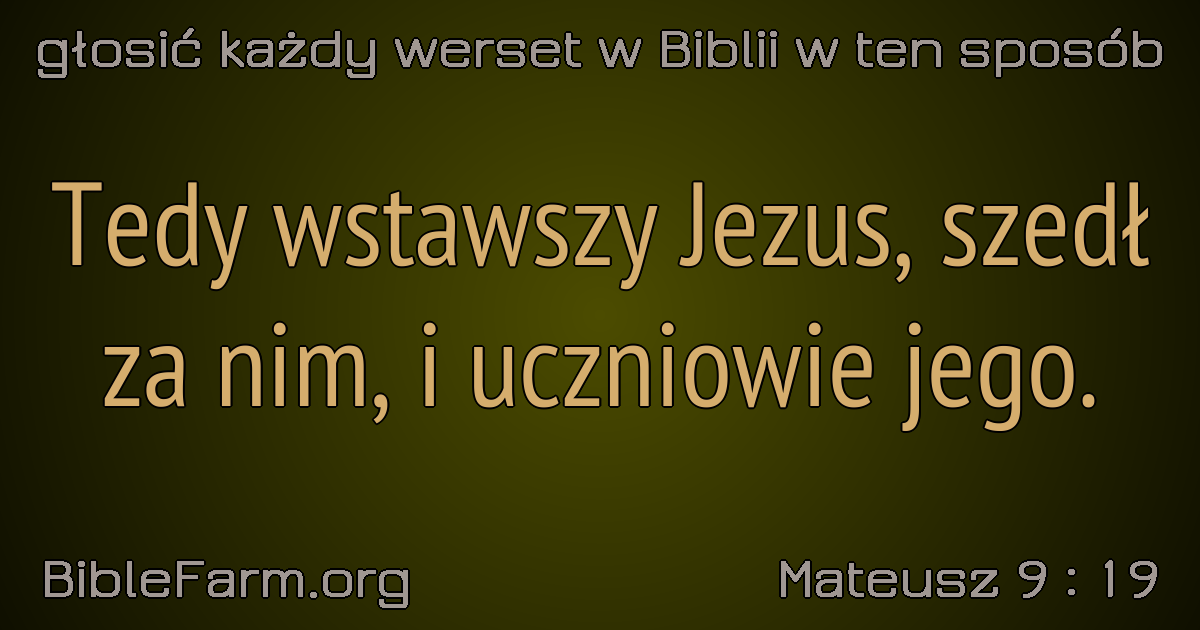 głosić każdy werset w Biblii w ten sposób
Tedy wstawszy Jezus, szedł
za nim, i uczniowie jego.
BibleFarm.org
Mateusz 9 : 19